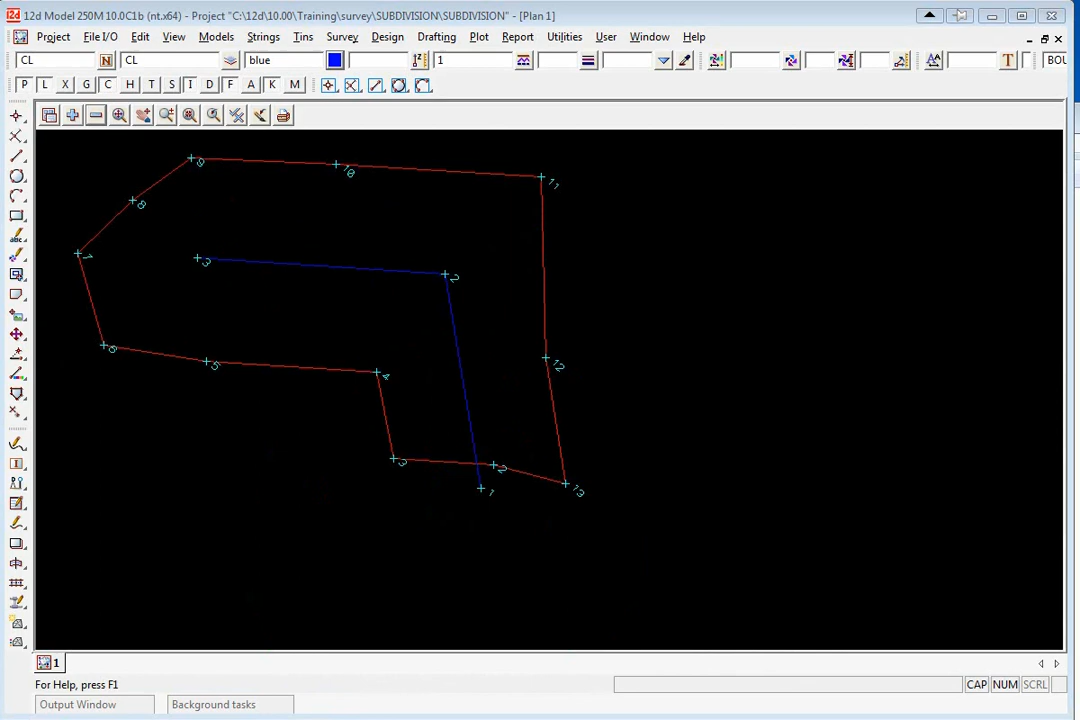 12d Model 250M 10.0C1b (nt.x64) - Project "C:\12d\10.00\Training\survey\SUBDIVISION\SUBDIVISION" - [Plan 1]
Project File I/O Edit View Models Strings Tins Survey Design Drafting Plot Report Utilities User Window Help
CL N CL blue 1 T BOU
P L X G C H T S I D F A K M
9
10
11
8
7
3
2
6
5
4
12
3
2
1
13
1
For Help, press F1 CAP NUM SCRL
Output Window Background tasks